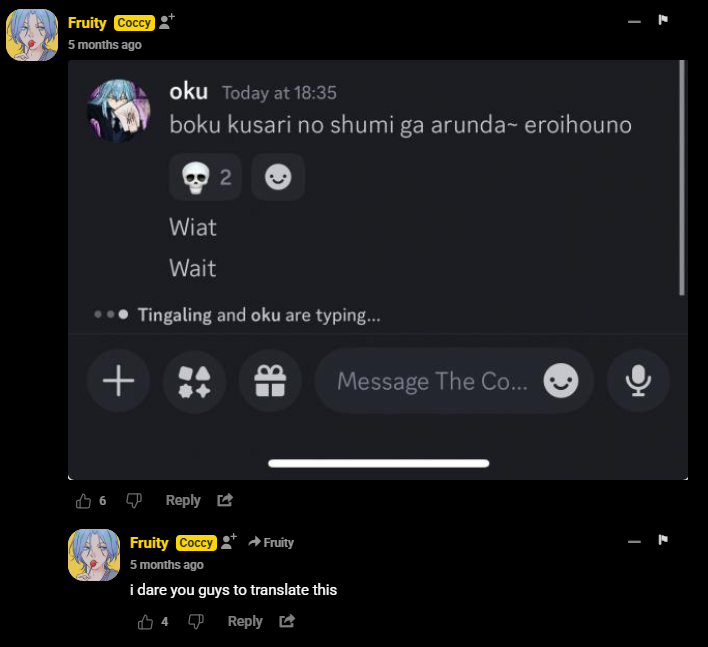 Fruity Coccy
5 months ago
oku Today at 18:35
boku kusari no shumi ga arunda~ eroihouno
2
Wiat
Wait
Tingaling and oku are typing...
Message The Co...
6 Reply
Fruity Coccy Fruity
5 months ago
i dare you guys to translate this
4 Reply